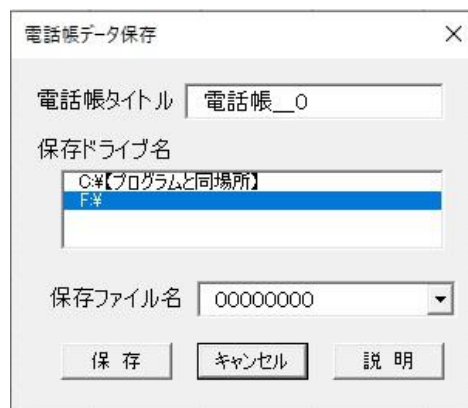 電話帳データ保存
電話帳タイトル 電話帳__0
保存ドライブ名
C:¥【プログラムと同場所】
F:¥
保存ファイル名 00000000
保 存 キャンセル 説 明